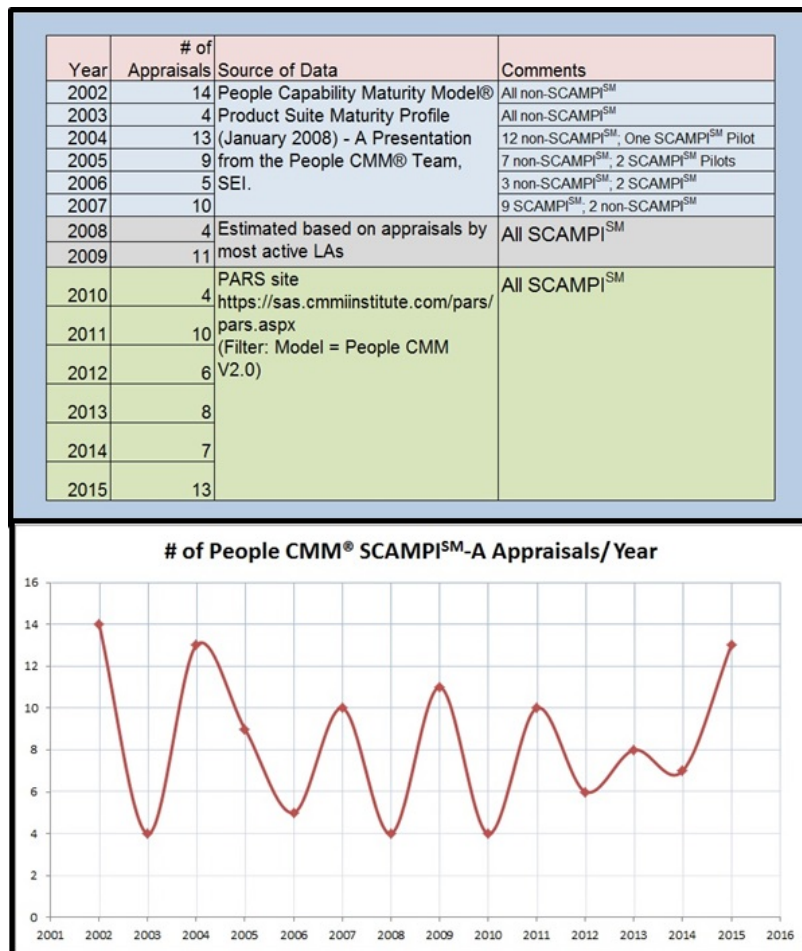 # of
Year Appraisals Source of Data Comments
2002 14 People Capability Maturity Model® All non-SCAMPI℠
2003 4 Product Suite Maturity Profile All non-SCAMPI℠
2004 13 (January 2008) - A Presentation 12 non-SCAMPI℠; One SCAMPI℠ Pilot
2005 9 from the People CMM® Team, 7 non-SCAMPI℠; 2 SCAMPI℠ Pilots
2006 5 SEI. 3 non-SCAMPI℠; 2 SCAMPI℠
2007 10 9 SCAMPI℠; 2 non-SCAMPI℠
2008 4 Estimated based on appraisals by All SCAMPI℠
2009 11 most active LAs
2010 4 PARS site All SCAMPI℠
https://sas.cmmiinstitute.com/pars/
2011 10 pars.aspx
(Filter: Model = People CMM
2012 6 V2.0)
2013 8
2014 7
2015 13
# of People CMM® SCAMPI℠-A Appraisals/Year
16
14
12
10
8
6
4
2
0
2001 2002 2003 2004 2005 2006 2007 2008 2009 2010 2011 2012 2013 2014 2015 2016